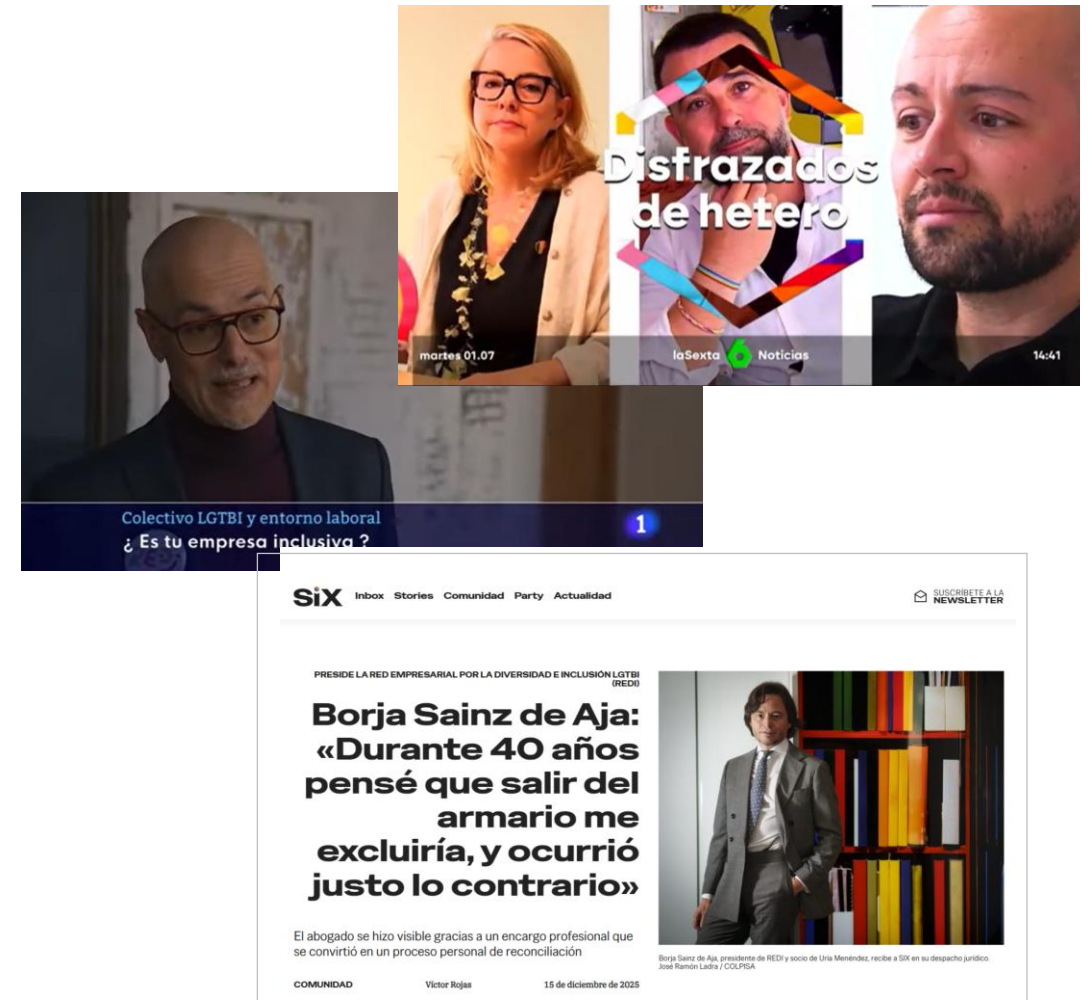 Disfrazados
de hetero
martes 01.07
laSexta 6 Noticias
14:41
Colectivo LGTBI y entorno laboral
¿ Es tu empresa inclusiva ?
1
SiX Inbox Stories Comunidad Party Actualidad
SUSCRÍBETE A LA
NEWSLETTER
PRESIDE LA RED EMPRESARIAL POR LA DIVERSIDAD E INCLUSIÓN LGTBI
(REDI)
Borja Sainz de Aja:
«Durante 40 años
pensé que salir del
armario me
excluiría, y ocurrió
justo lo contrario»
El abogado se hizo visible gracias a un encargo profesional que
se convirtió en un proceso personal de reconciliación
COMUNIDAD Víctor Rojas 15 de diciembre de 2025
Borja Sainz de Aja, presidente de REDI y socio de Uría Menéndez, recibe a SIX en su despacho jurídico.
José Ramón Ladra / COLPISA